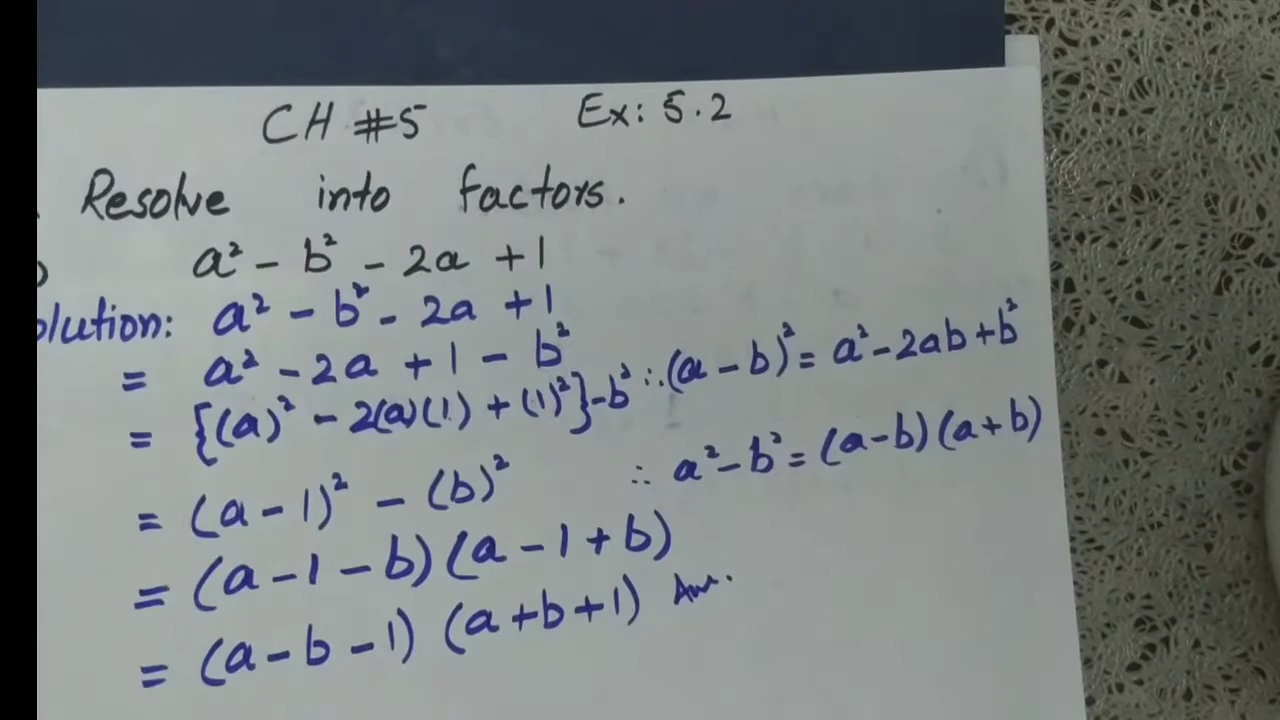 CH #5 Ex: 5.2
Resolve into factors.
a² - b² - 2a + 1
olution: a² - b² - 2a + 1
= a² - 2a + 1 - b²
= {(a)² - 2(a)(1) + (1)²} - b² ∴ (a - b)² = a² - 2ab + b²
= (a - 1)² - (b)² ∴ a² - b² = (a - b)(a + b)
= (a - 1 - b)(a - 1 + b)
= (a - b - 1) (a + b + 1) Ans.